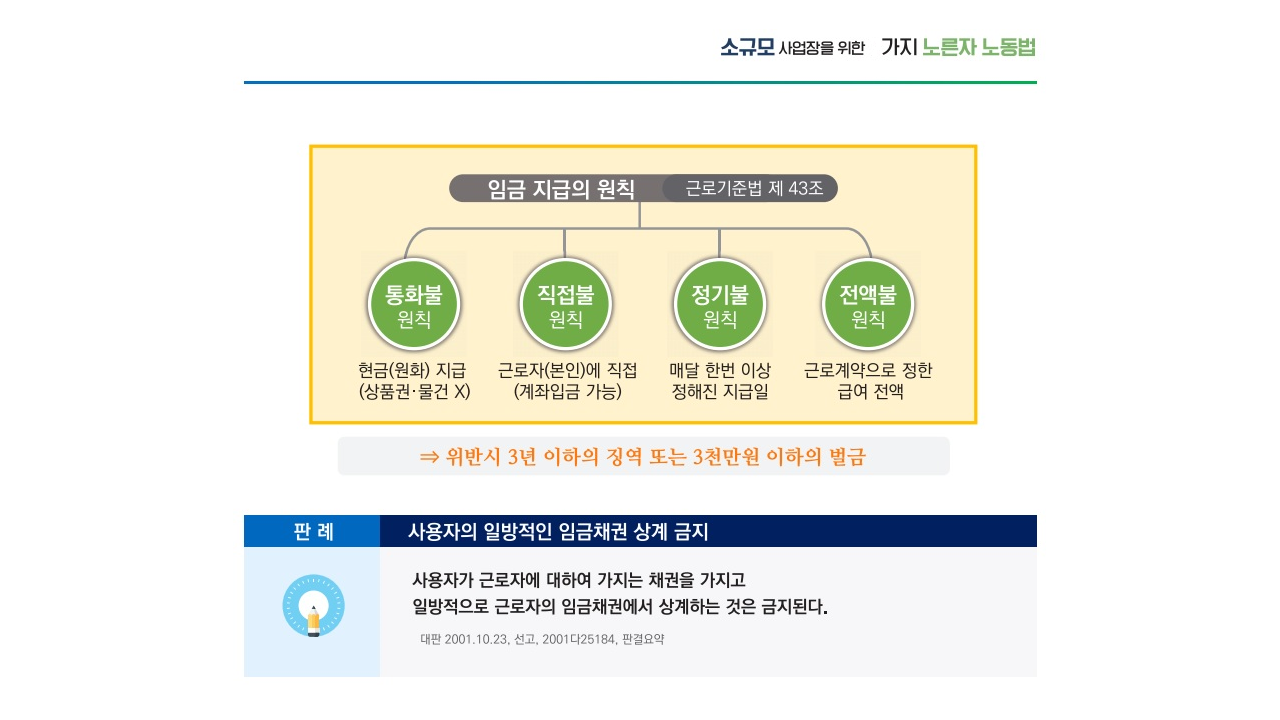 소규모 사업장을 위한 가지 노른자 노동법
임금 지급의 원칙 근로기준법 제 43조
통화불 직접불 정기불 전액불
원칙 원칙 원칙 원칙
현금(원화) 지급 근로자(본인)에 직접 매달 한번 이상 근로계약으로 정한
(상품권·물건 X) (계좌입금 가능) 정해진 지급일 급여 전액
⇒ 위반시 3년 이하의 징역 또는 3천만원 이하의 벌금
판 례 사용자의 일방적인 임금채권 상계 금지
사용자가 근로자에 대하여 가지는 채권을 가지고
일방적으로 근로자의 임금채권에서 상계하는 것은 금지된다.
대판 2001.10.23, 선고, 2001다25184, 판결요약